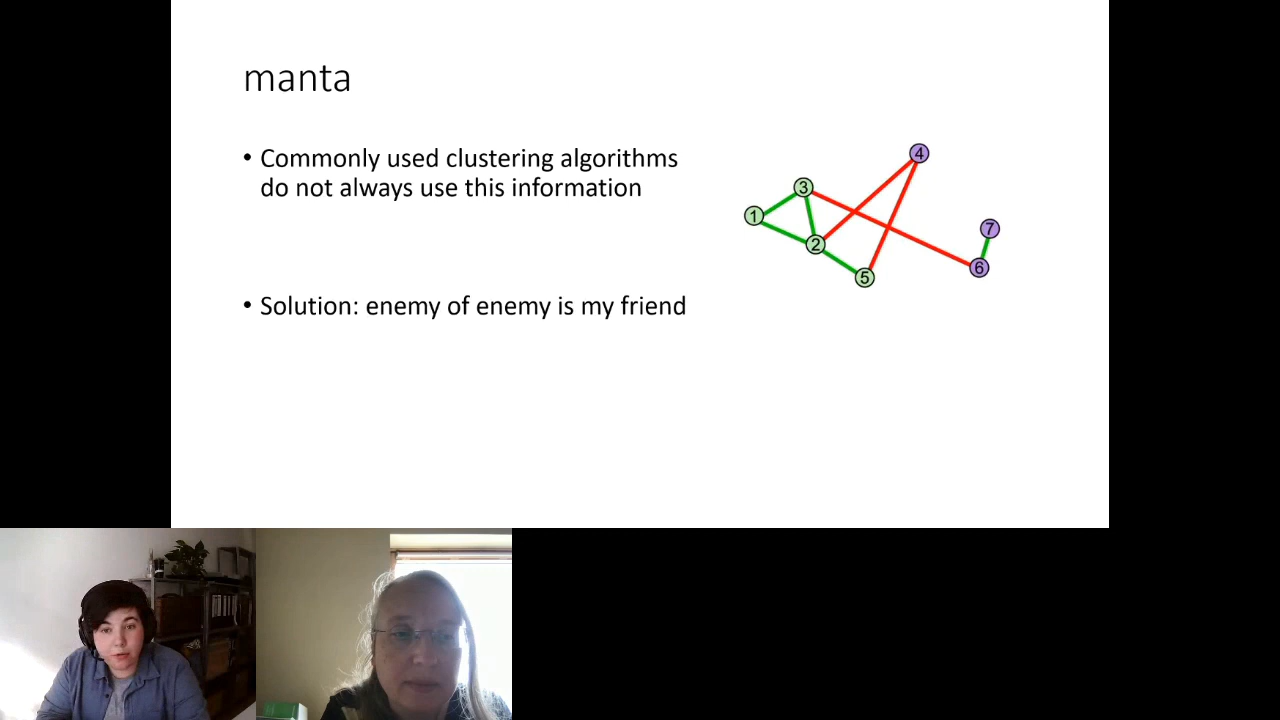 manta
• Commonly used clustering algorithms
do not always use this information
• Solution: enemy of enemy is my friend
4
3
1
7
2
6
5